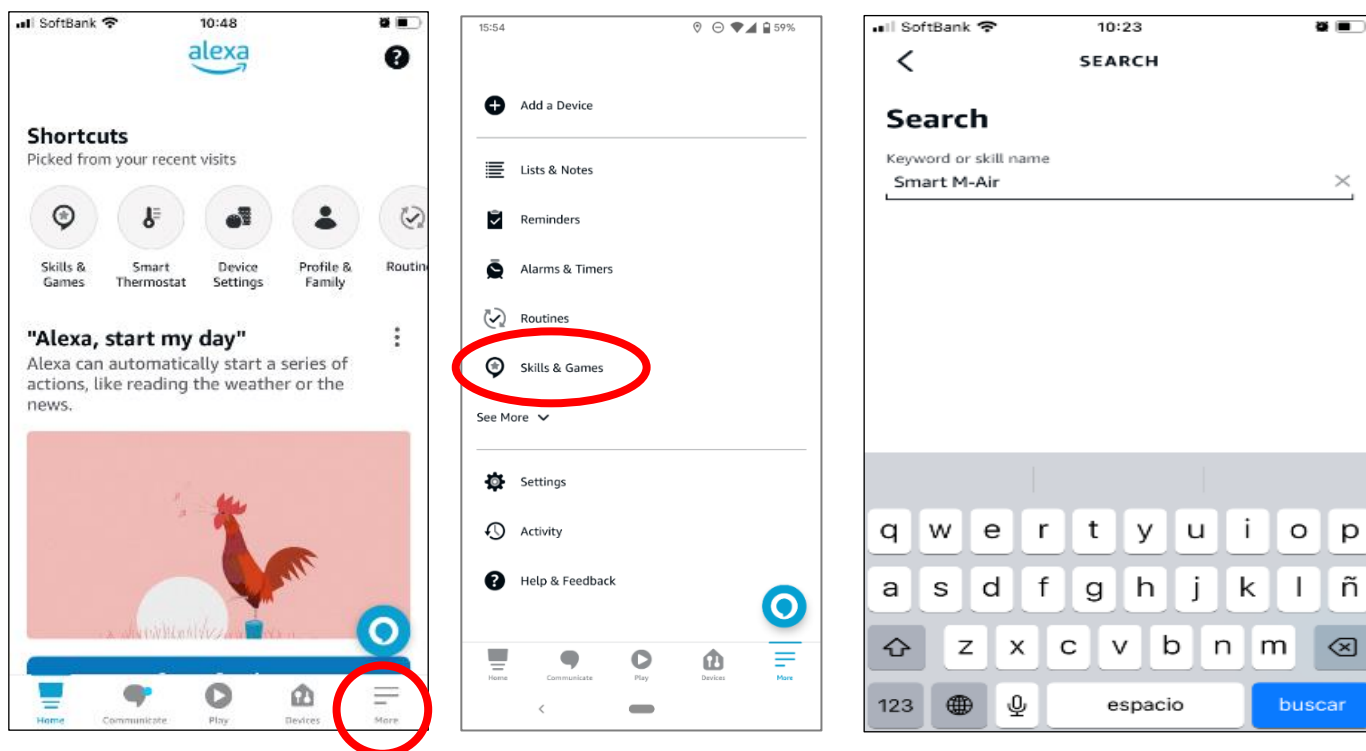 SoftBank 10:48
alexa
?
Shortcuts
Picked from your recent visits
Skills &
Games
Smart
Thermostat
Device
Settings
Profile &
Family
Routin
"Alexa, start my day"
Alexa can automatically start a series of
actions, like reading the weather or the
news.
Home Communicate Play Devices More
15:54 59%
Add a Device
Lists & Notes
Reminders
Alarms & Timers
Routines
Skills & Games
See More
Settings
Activity
? Help & Feedback
Home Communicate Play Devices More
SoftBank 10:23
SEARCH
Search
Keyword or skill name
Smart M-Air
q w e r t y u i o p
a s d f g h j k l ñ
z x c v b n m
123 espacio buscar